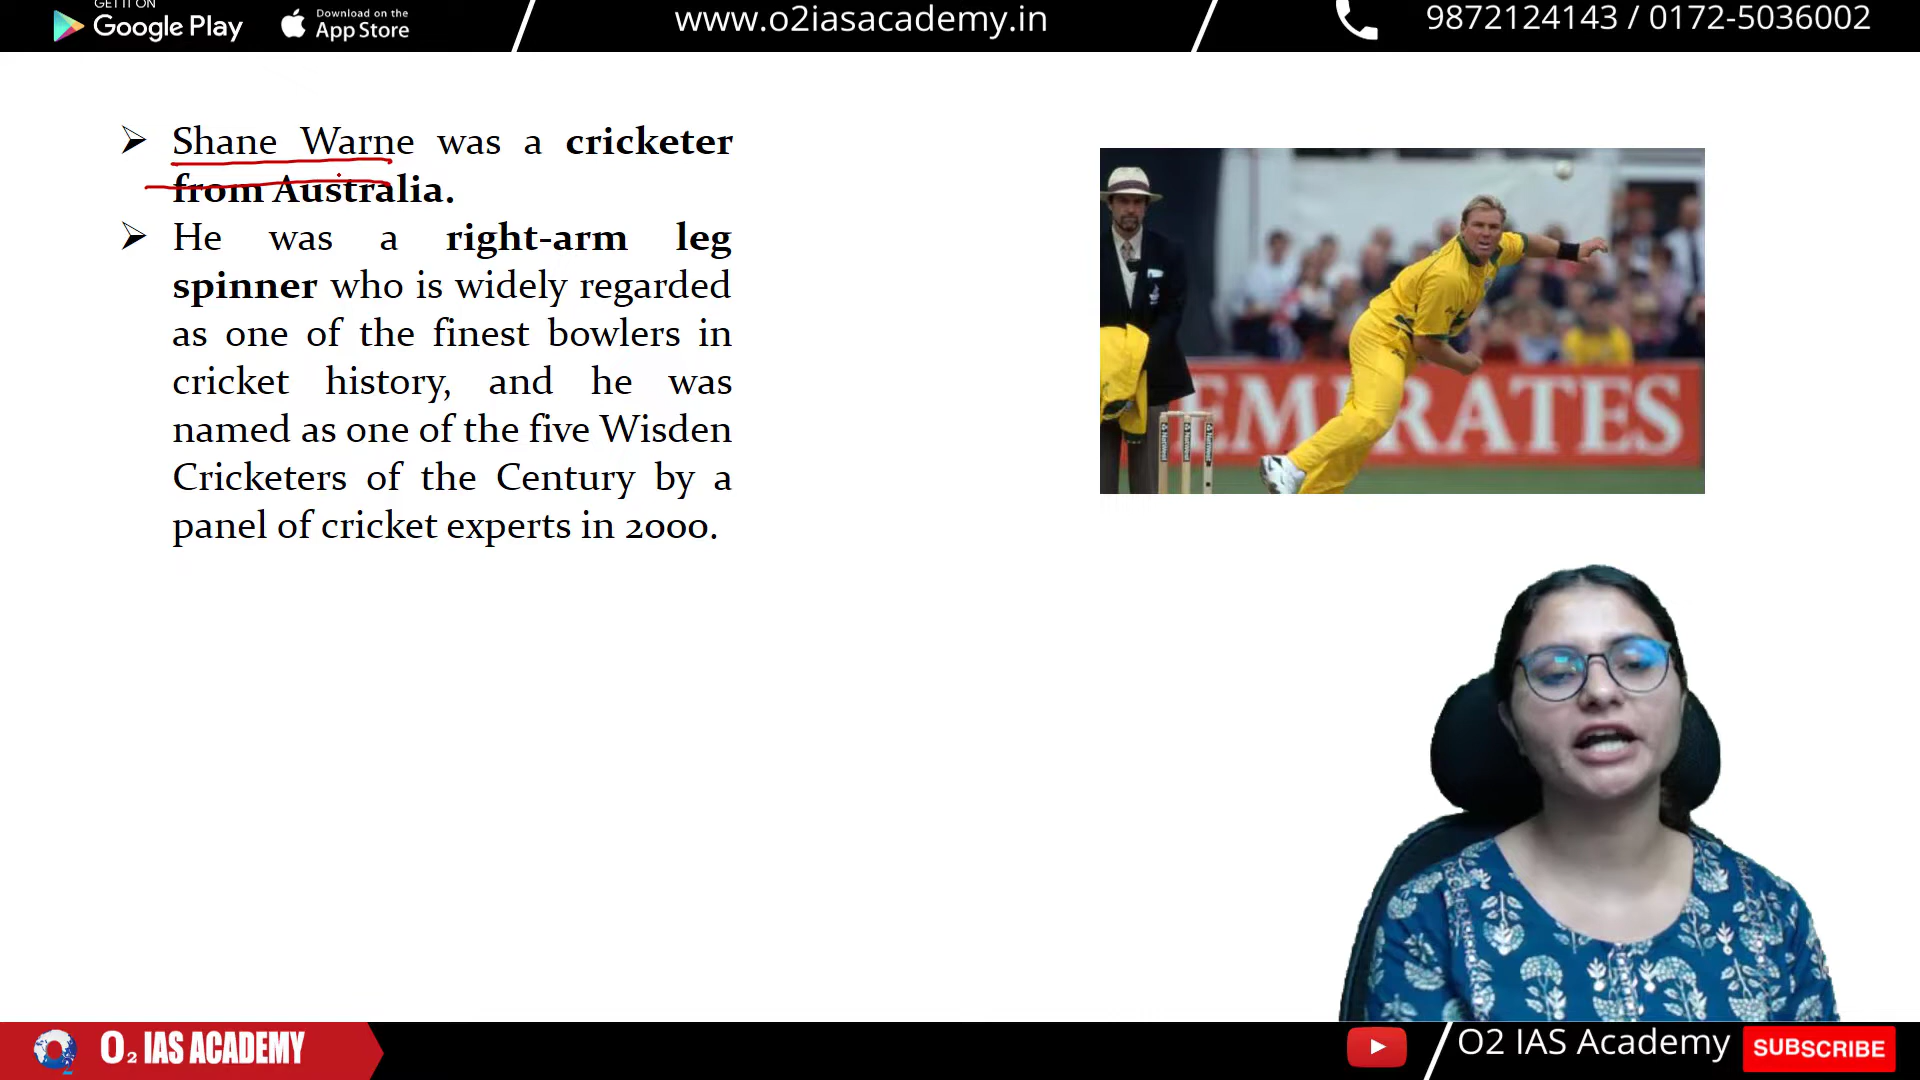 GET IT ON
Google Play
Download on the
App Store
www.o2iasacademy.in
9872124143 / 0172-5036002
➢ Shane Warne was a cricketer
from Australia.
➢ He was a right-arm leg
spinner who is widely regarded
as one of the finest bowlers in
cricket history, and he was
named as one of the five Wisden
Cricketers of the Century by a
panel of cricket experts in 2000.
EMIRATES
O2 IAS ACADEMY
O2 IAS Academy
SUBSCRIBE